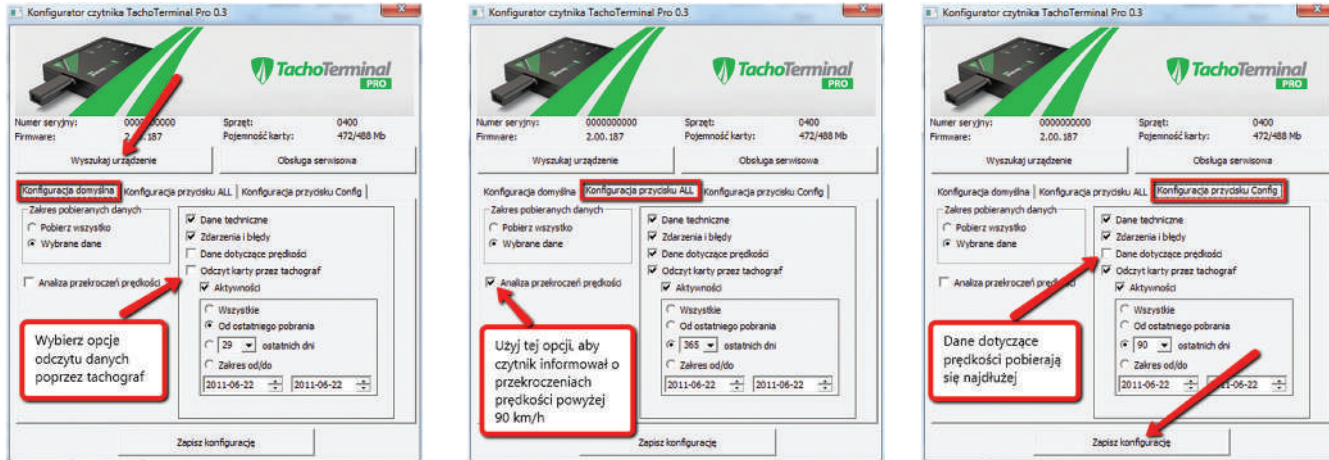 Konfigurator czytnika TachoTerminal Pro 0.3
TachoTerminal
PRO
Numer seryjny: 0000000000 Sprzęt: 0400
Firmware: 2.00.187 Pojemność karty: 472/488 Mb
Wyszukaj urządzenie Obsługa serwisowa
Konfiguracja domyślna Konfiguracja przycisku ALL Konfiguracja przycisku Config
Zakres pobieranych danych
Pobierz wszystko
Wybrane dane
Analiza przekroczeń prędkości
Dane techniczne
Zdarzenia i błędy
Dane dotyczące prędkości
Odczyt karty przez tachograf
Aktywności
Wszystkie
Od ostatniego pobrania
29 ostatnich dni
Zakres od/do
2011-06-22 2011-06-22
Wybierz opcje
odczytu danych
poprzez tachograf
Zapisz konfigurację
Konfigurator czytnika TachoTerminal Pro 0.3
TachoTerminal
PRO
Numer seryjny: 0000000000 Sprzęt: 0400
Firmware: 2.00.187 Pojemność karty: 472/488 Mb
Wyszukaj urządzenie Obsługa serwisowa
Konfiguracja domyślna Konfiguracja przycisku ALL Konfiguracja przycisku Config
Zakres pobieranych danych
Pobierz wszystko
Wybrane dane
Analiza przekroczeń prędkości
Dane techniczne
Zdarzenia i błędy
Dane dotyczące prędkości
Odczyt karty przez tachograf
Aktywności
Wszystkie
Od ostatniego pobrania
365 ostatnich dni
Zakres od/do
2011-06-22 2011-06-22
Użyj tej opcji, aby
czytnik informował o
przekroczeniach
prędkości powyżej
90 km/h
Zapisz konfigurację
Konfigurator czytnika TachoTerminal Pro 0.3
TachoTerminal
PRO
Numer seryjny: 0000000000 Sprzęt: 0400
Firmware: 2.00.187 Pojemność karty: 472/488 Mb
Wyszukaj urządzenie Obsługa serwisowa
Konfiguracja domyślna Konfiguracja przycisku ALL Konfiguracja przycisku Config
Zakres pobieranych danych
Pobierz wszystko
Wybrane dane
Analiza przekroczeń prędkości
Dane techniczne
Zdarzenia i błędy
Dane dotyczące prędkości
Odczyt karty przez tachograf
Aktywności
Wszystkie
Od ostatniego pobrania
90 ostatnich dni
Zakres od/do
2011-06-22 2011-06-22
Dane dotyczące
prędkości pobierają
się najdłużej
Zapisz konfigurację